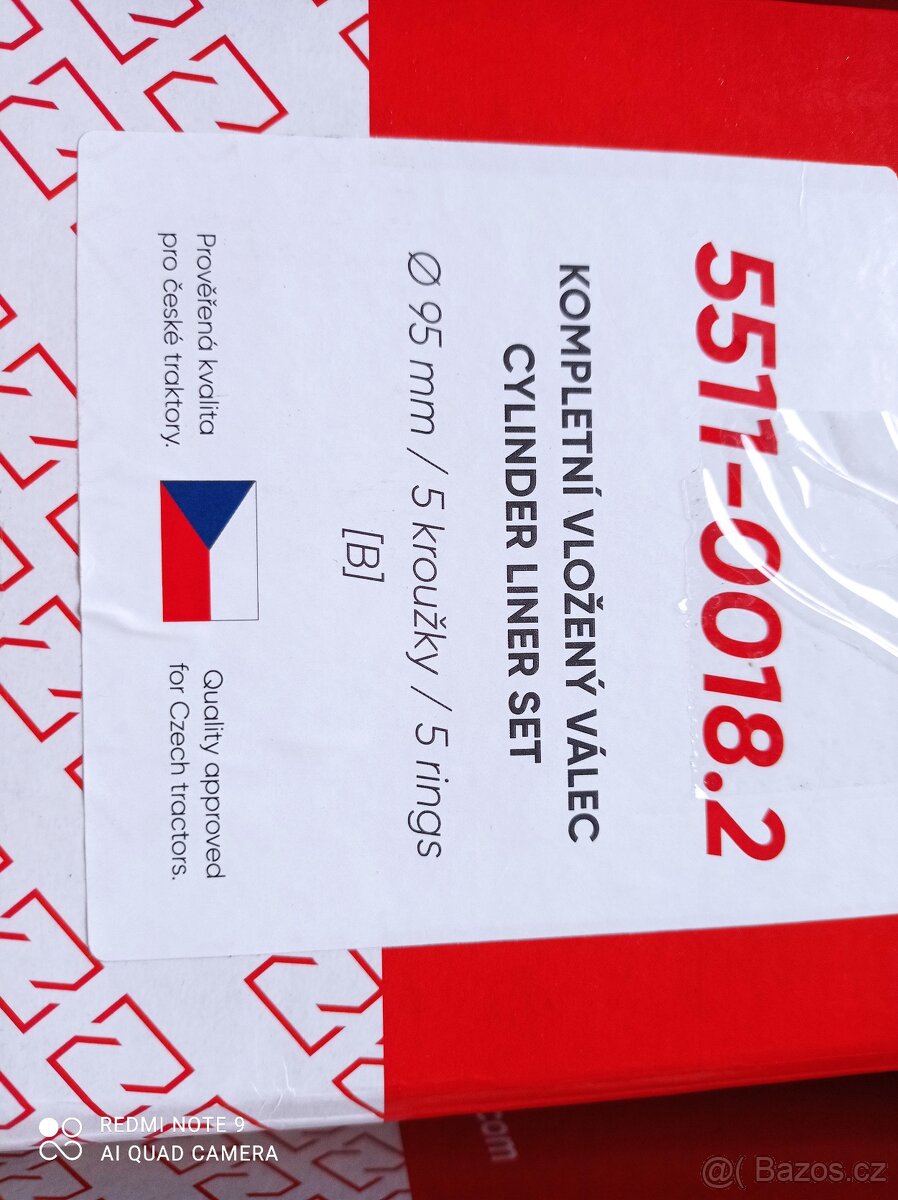 5511-0018.2
KOMPLETNÍ VLOŽENÝ VÁLEC
CYLINDER LINER SET
Ø 95 mm / 5 kroužky / 5 rings
[B]
Prověřená kvalita
pro české traktory.
Quality approved
for Czech tractors.
.com
REDMI NOTE 9
AI QUAD CAMERA
@( Bazos.cz